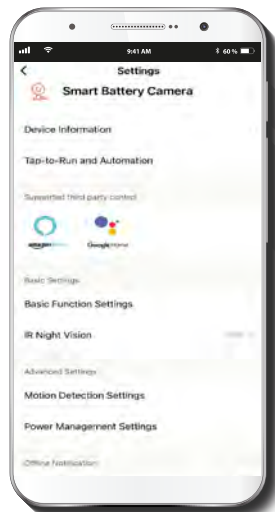 9:41 AM
60%
Settings
Smart Battery Camera
Device Information
Tap-to-Run and Automation
Supported third party control
Google Home
Basic Settings
Basic Function Settings
IR Night Vision
Advanced Settings
Motion Detection Settings
Power Management Settings
Offline Notification